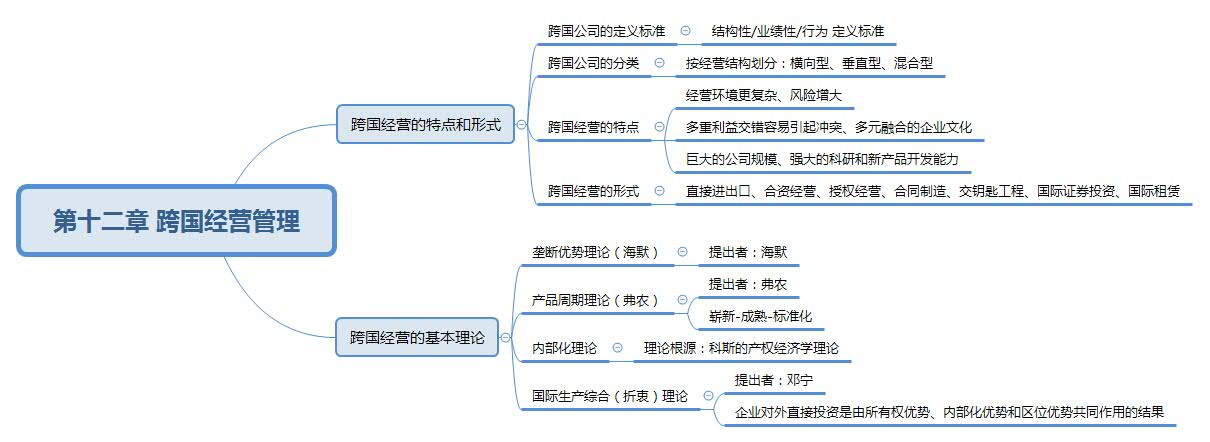 第十二章 跨国经营管理
跨国经营的特点和形式
跨国公司的定义标准
结构性/业绩性/行为 定义标准
跨国公司的分类
按经营结构划分：横向型、垂直型、混合型
跨国经营的特点
经营环境更复杂、风险增大
多重利益交错容易引起冲突、多元融合的企业文化
巨大的公司规模、强大的科研和新产品开发能力
跨国经营的形式
直接进出口、合资经营、授权经营、合同制造、交钥匙工程、国际证券投资、国际租赁
跨国经营的基本理论
垄断优势理论（海默）
提出者：海默
产品周期理论（弗农）
提出者：弗农
崭新-成熟-标准化
内部化理论
理论根源：科斯的产权经济学理论
国际生产综合（折衷）理论
提出者：邓宁
企业对外直接投资是由所有权优势、内部化优势和区位优势共同作用的结果